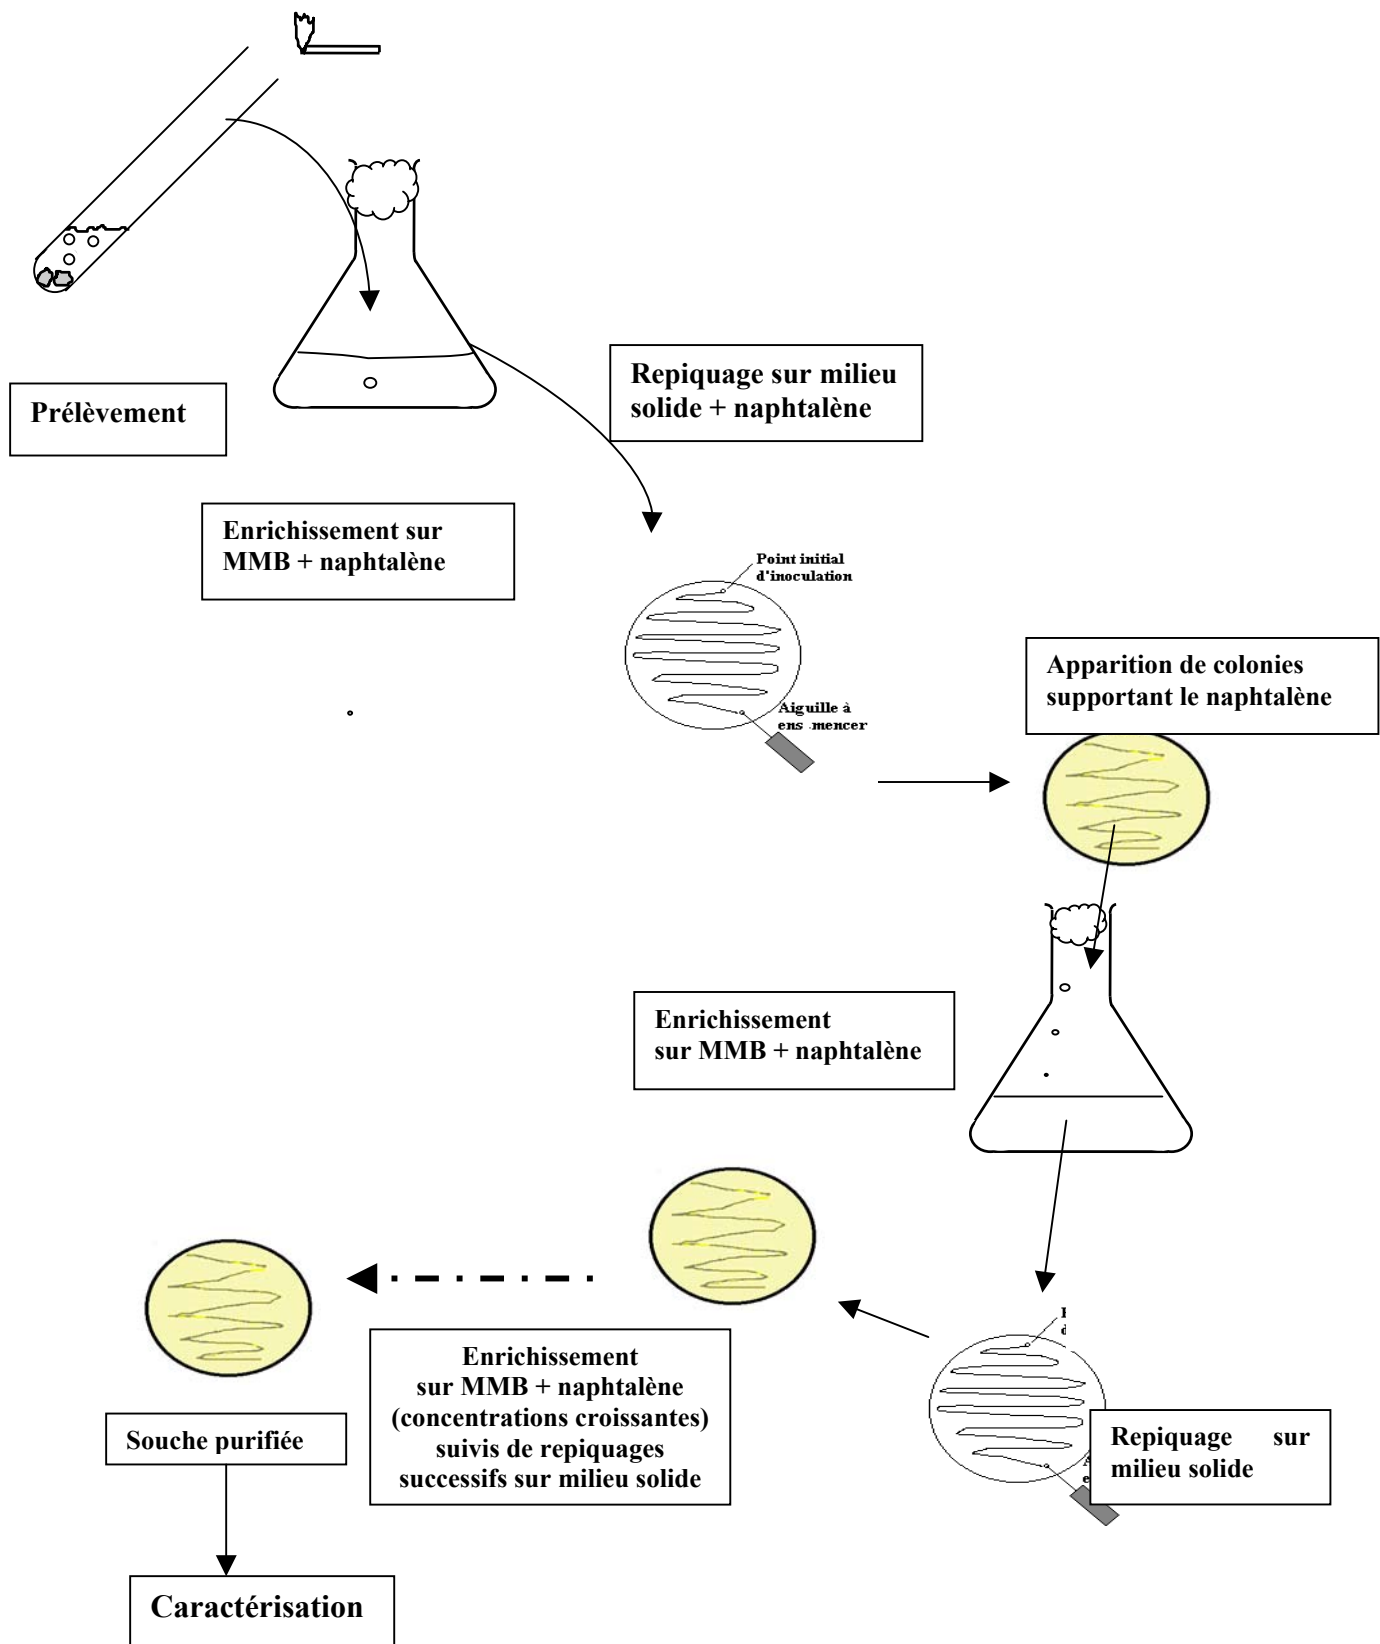 Prélèvement
Enrichissement sur
MMB + naphtalène
Repiquage sur milieu
solide + naphtalène
Point initial
d'inoculation
Aiguille à
ens mencer
Apparition de colonies
supportant le naphtalène
Enrichissement
sur MMB + naphtalène
Repiquage sur
milieu solide
Enrichissement
sur MMB + naphtalène
(concentrations croissantes)
suivis de repiquages
successifs sur milieu solide
Souche purifiée
Caractérisation